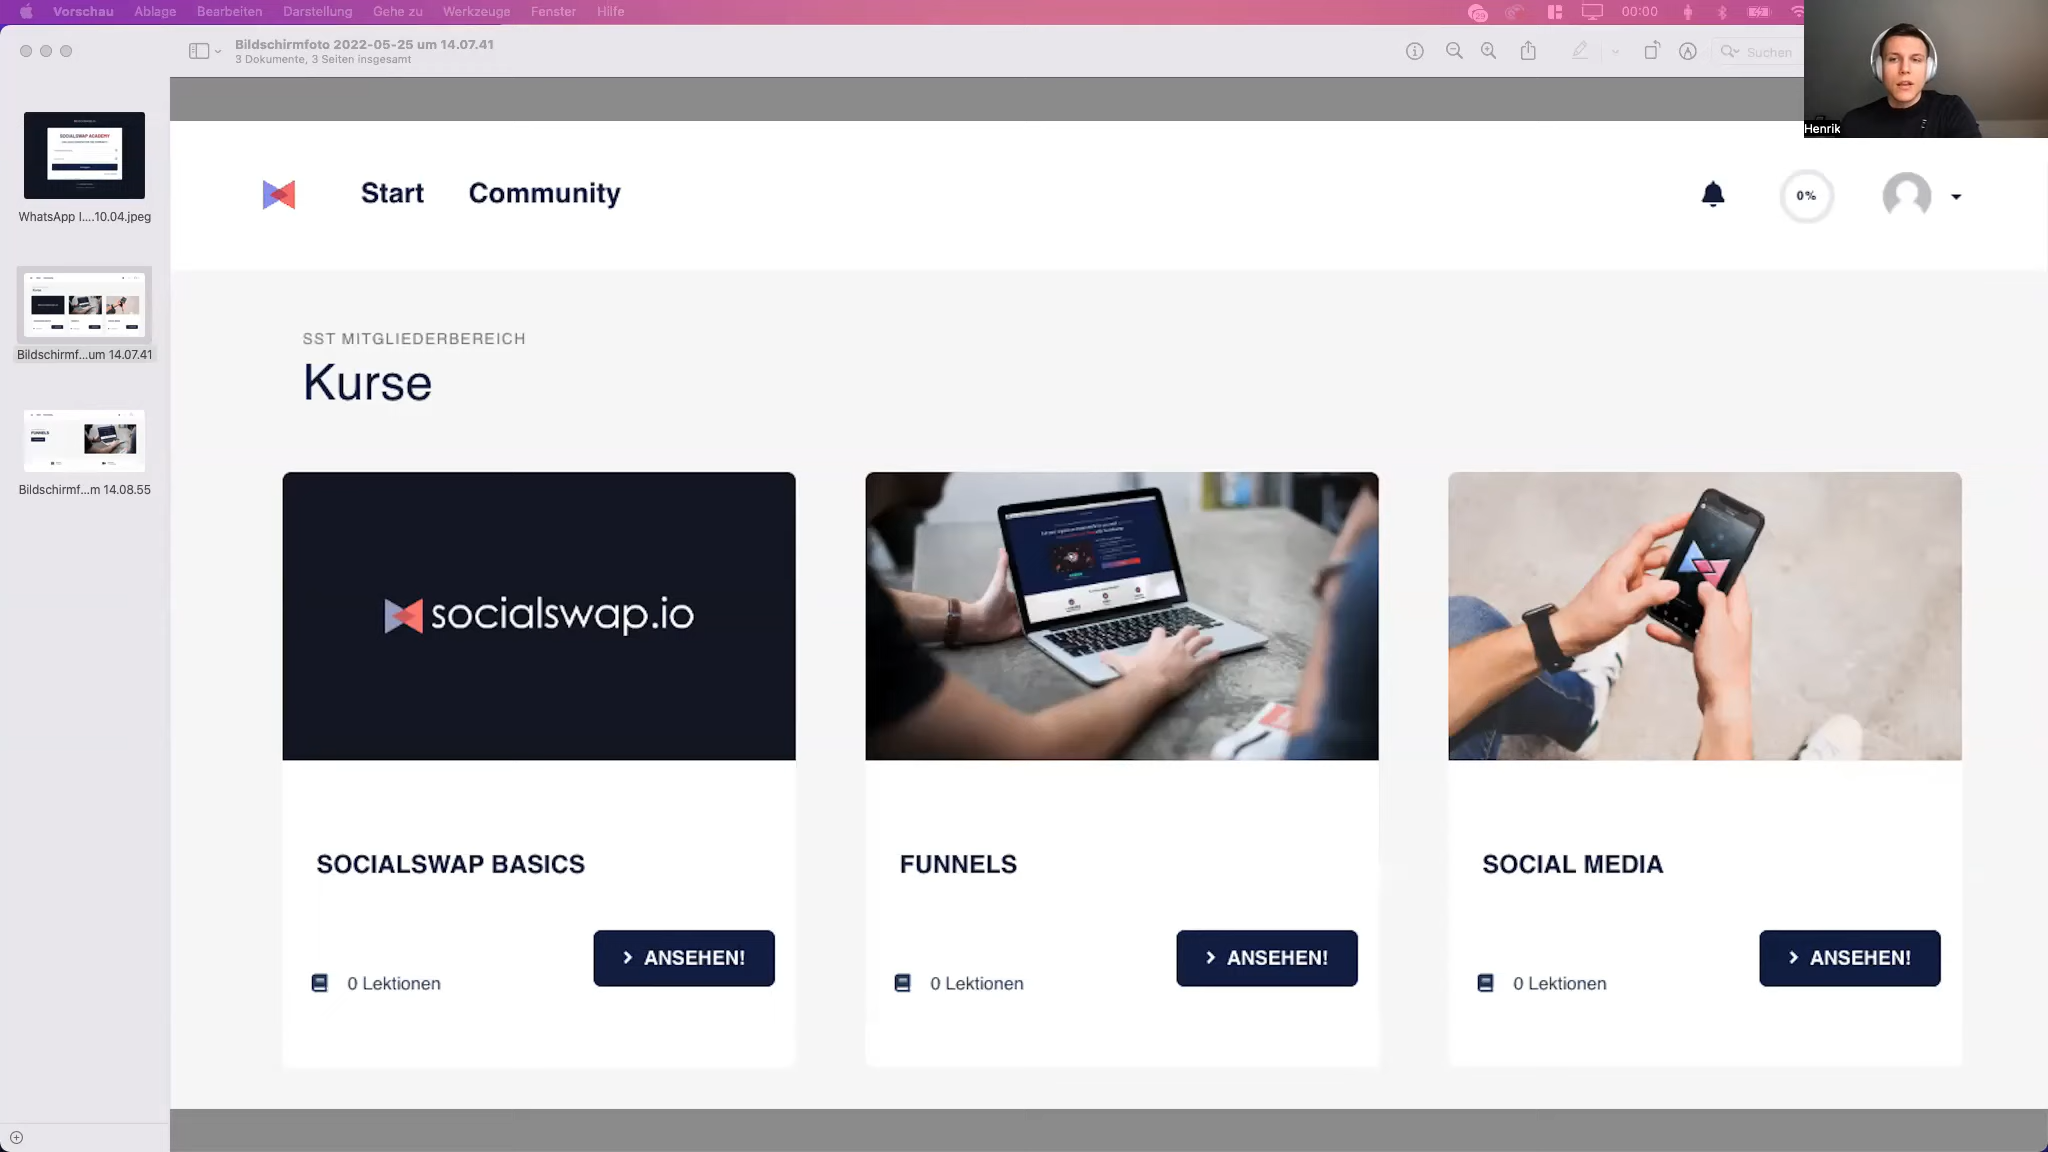 Vorschau Ablage Bearbeiten Darstellung Gehe zu Werkzeuge Fenster Hilfe 00:00
Bildschirmfoto 2022-05-25 um 14.07.41
3 Dokumente, 3 Seiten insgesamt
Suchen
Henrik
SOCIALSWAP ACADEMY
WhatsApp I....10.04.jpeg
Bildschirmf...um 14.07.41
FUNNELS
Bildschirmf...m 14.08.55
Start Community 0%
SST MITGLIEDERBEREICH
Kurse
socialswap.io
SOCIALSWAP BASICS
0 Lektionen
> ANSEHEN!
FUNNELS
0 Lektionen
> ANSEHEN!
SOCIAL MEDIA
0 Lektionen
> ANSEHEN!